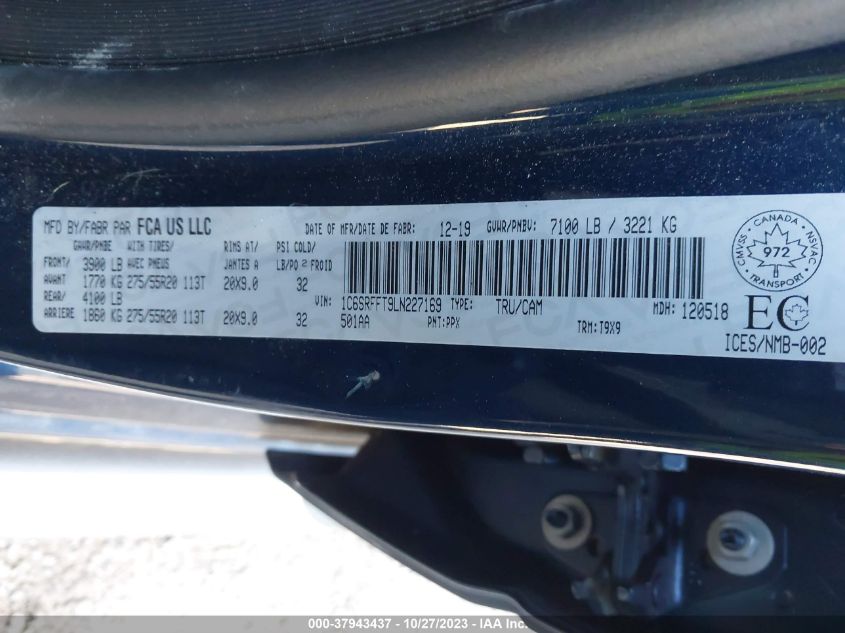 MFD BY/FABR PAR FCA US LLC DATE OF MFR/DATE DE FABR: 12-19 GVWR/PNBV: 7100 LB / 3221 KG
GAWR/PNBE WITH TIRES/ RIMS AT/ PSI COLD/
FRONT/ 3900 LB AVEC PNEUS JANTES A LB/PO² FROID
AVANT 1770 KG 275/55R20 113T 20X9.0 32
REAR/ 4100 LB
ARRIERE 1860 KG 275/55R20 113T 20X9.0 32
VIN: 1C6SRFFT9LN227169 TYPE: TRU/CAM MDH: 120518
501AA PNT: PPX TRM: T9X9
CANADA
CMVSS 972 NSVAC
TRANSPORT
EC
ICES/NMB-002
000-37943437 - 10/27/2023 - IAA Inc.